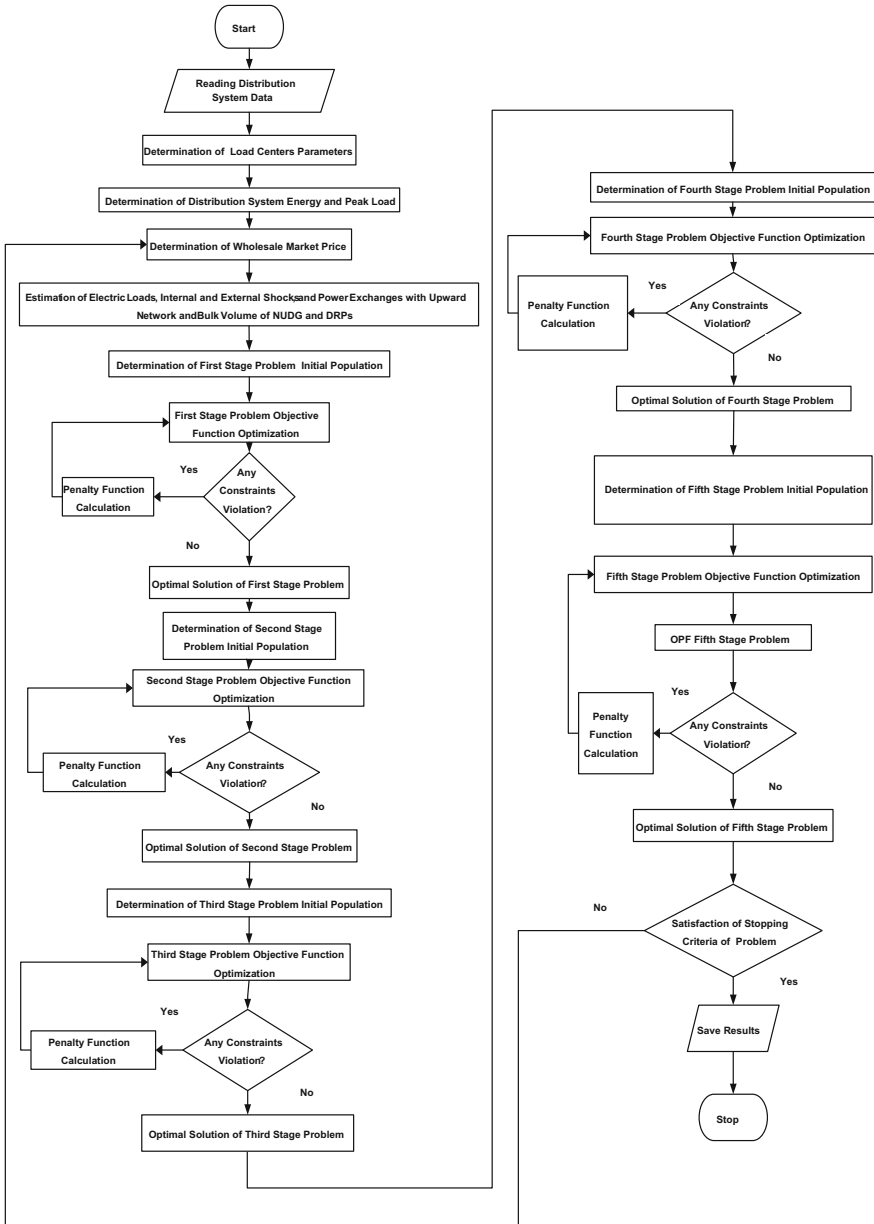 Start
Reading Distribution
System Data
Determination of Load Centers Parameters
Determination of Distribution System Energy and Peak Load
Determination of Wholesale Market Price
Estimation of Electric Loads, Internal and External Shocks,and Power Exchanges with Upward
Network andBulk Volume of NUDG and DRPs
Determination of First Stage Problem Initial Population
First Stage Problem Objective
Function Optimization
Yes
Any
Constraints
Violation?
Penalty Function
Calculation
No
Optimal Solution of First Stage Problem
Determination of Second Stage
Problem Initial Population
Second Stage Problem Objective Function
Optimization
Yes
Any Constraints
Violation?
Penalty Function
Calculation
No
Optimal Solution of Second Stage Problem
Determination of Third Stage Problem Initial Population
Third Stage Problem Objective Function
Optimization
Yes
Any Constraints
Violation?
Penalty Function
Calculation
No
Optimal Solution of Third Stage Problem
Determination of Fourth Stage Problem Initial Population
Fourth Stage Problem Objective Function Optimization
Yes
Any Constraints
Violation?
Penalty Function
Calculation
No
Optimal Solution of Fourth Stage Problem
Determination of Fifth Stage Problem Initial Population
Fifth Stage Problem Objective Function Optimization
OPF Fifth Stage Problem
Yes
Any Constraints
Violation?
Penalty
Function
Calculation
No
Optimal Solution of Fifth Stage Problem
No
Satisfaction of Stopping
Criteria of Problem
Yes
Save Results
Stop